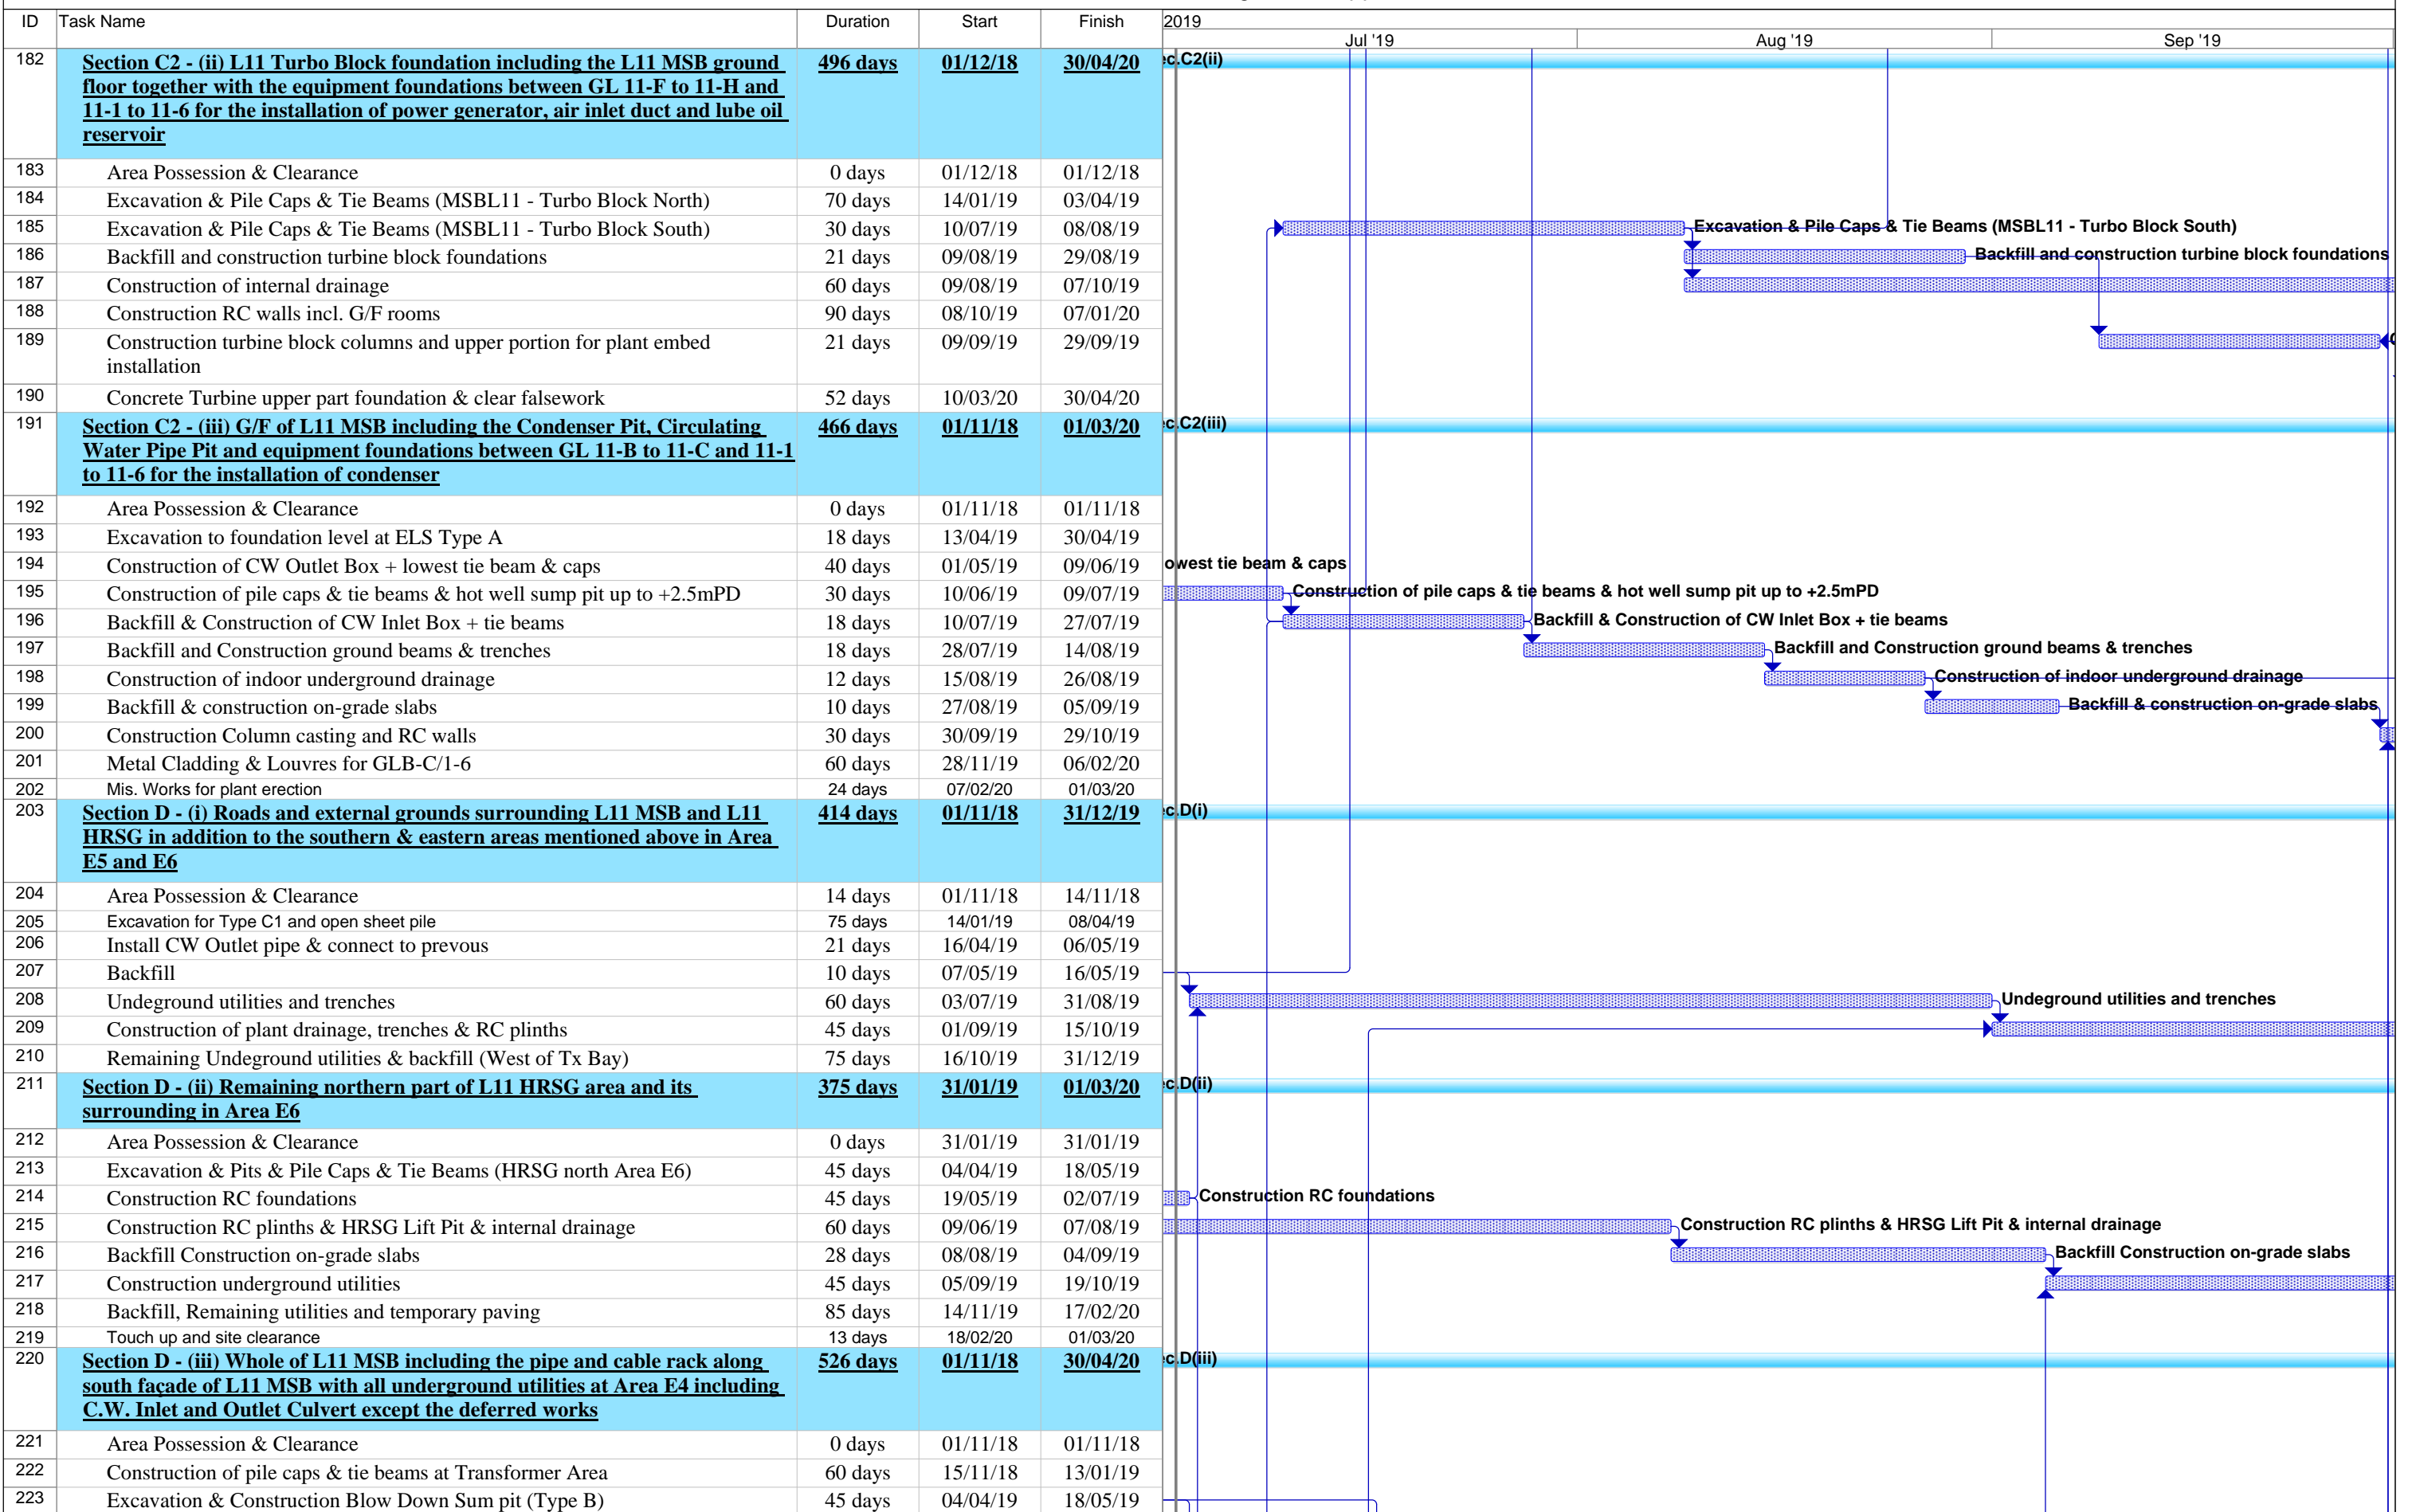 ID Task Name Duration Start Finish 2019
Jul '19 Aug '19 Sep '19
182 Section C2 - (ii) L11 Turbo Block foundation including the L11 MSB ground 496 days 01/12/18 30/04/20 ec.C2(ii)
floor together with the equipment foundations between GL 11-F to 11-H and
11-1 to 11-6 for the installation of power generator, air inlet duct and lube oil
reservoir
183 Area Possession & Clearance 0 days 01/12/18 01/12/18
184 Excavation & Pile Caps & Tie Beams (MSBL11 - Turbo Block North) 70 days 14/01/19 03/04/19
185 Excavation & Pile Caps & Tie Beams (MSBL11 - Turbo Block South) 30 days 10/07/19 08/08/19 Excavation & Pile Caps & Tie Beams (MSBL11 - Turbo Block South)
186 Backfill and construction turbine block foundations 21 days 09/08/19 29/08/19 Backfill and construction turbine block foundations
187 Construction of internal drainage 60 days 09/08/19 07/10/19
188 Construction RC walls incl. G/F rooms 90 days 08/10/19 07/01/20
189 Construction turbine block columns and upper portion for plant embed 21 days 09/09/19 29/09/19
installation
190 Concrete Turbine upper part foundation & clear falsework 52 days 10/03/20 30/04/20
191 Section C2 - (iii) G/F of L11 MSB including the Condenser Pit, Circulating 466 days 01/11/18 01/03/20 ec.C2(iii)
Water Pipe Pit and equipment foundations between GL 11-B to 11-C and 11-1
to 11-6 for the installation of condenser
192 Area Possession & Clearance 0 days 01/11/18 01/11/18
193 Excavation to foundation level at ELS Type A 18 days 13/04/19 30/04/19
194 Construction of CW Outlet Box + lowest tie beam & caps 40 days 01/05/19 09/06/19 owest tie beam & caps
195 Construction of pile caps & tie beams & hot well sump pit up to +2.5mPD 30 days 10/06/19 09/07/19 Construction of pile caps & tie beams & hot well sump pit up to +2.5mPD
196 Backfill & Construction of CW Inlet Box + tie beams 18 days 10/07/19 27/07/19 Backfill & Construction of CW Inlet Box + tie beams
197 Backfill and Construction ground beams & trenches 18 days 28/07/19 14/08/19 Backfill and Construction ground beams & trenches
198 Construction of indoor underground drainage 12 days 15/08/19 26/08/19 Construction of indoor underground drainage
199 Backfill & construction on-grade slabs 10 days 27/08/19 05/09/19 Backfill & construction on-grade slabs
200 Construction Column casting and RC walls 30 days 30/09/19 29/10/19
201 Metal Cladding & Louvres for GLB-C/1-6 60 days 28/11/19 06/02/20
202 Mis. Works for plant erection 24 days 07/02/20 01/03/20
203 Section D - (i) Roads and external grounds surrounding L11 MSB and L11 414 days 01/11/18 31/12/19 ec.D(i)
HRSG in addition to the southern & eastern areas mentioned above in Area
E5 and E6
204 Area Possession & Clearance 14 days 01/11/18 14/11/18
205 Excavation for Type C1 and open sheet pile 75 days 14/01/19 08/04/19
206 Install CW Outlet pipe & connect to prevous 21 days 16/04/19 06/05/19
207 Backfill 10 days 07/05/19 16/05/19
208 Undeground utilities and trenches 60 days 03/07/19 31/08/19 Undeground utilities and trenches
209 Construction of plant drainage, trenches & RC plinths 45 days 01/09/19 15/10/19
210 Remaining Undeground utilities & backfill (West of Tx Bay) 75 days 16/10/19 31/12/19
211 Section D - (ii) Remaining northern part of L11 HRSG area and its 375 days 31/01/19 01/03/20 ec.D(ii)
surrounding in Area E6
212 Area Possession & Clearance 0 days 31/01/19 31/01/19
213 Excavation & Pits & Pile Caps & Tie Beams (HRSG north Area E6) 45 days 04/04/19 18/05/19
214 Construction RC foundations 45 days 19/05/19 02/07/19 Construction RC foundations
215 Construction RC plinths & HRSG Lift Pit & internal drainage 60 days 09/06/19 07/08/19 Construction RC plinths & HRSG Lift Pit & internal drainage
216 Backfill Construction on-grade slabs 28 days 08/08/19 04/09/19 Backfill Construction on-grade slabs
217 Construction underground utilities 45 days 05/09/19 19/10/19
218 Backfill, Remaining utilities and temporary paving 85 days 14/11/19 17/02/20
219 Touch up and site clearance 13 days 18/02/20 01/03/20
220 Section D - (iii) Whole of L11 MSB including the pipe and cable rack along 526 days 01/11/18 30/04/20 ec.D(iii)
south façade of L11 MSB with all underground utilities at Area E4 including
C.W. Inlet and Outlet Culvert except the deferred works
221 Area Possession & Clearance 0 days 01/11/18 01/11/18
222 Construction of pile caps & tie beams at Transformer Area 60 days 15/11/18 13/01/19
223 Excavation & Construction Blow Down Sum pit (Type B) 45 days 04/04/19 18/05/19